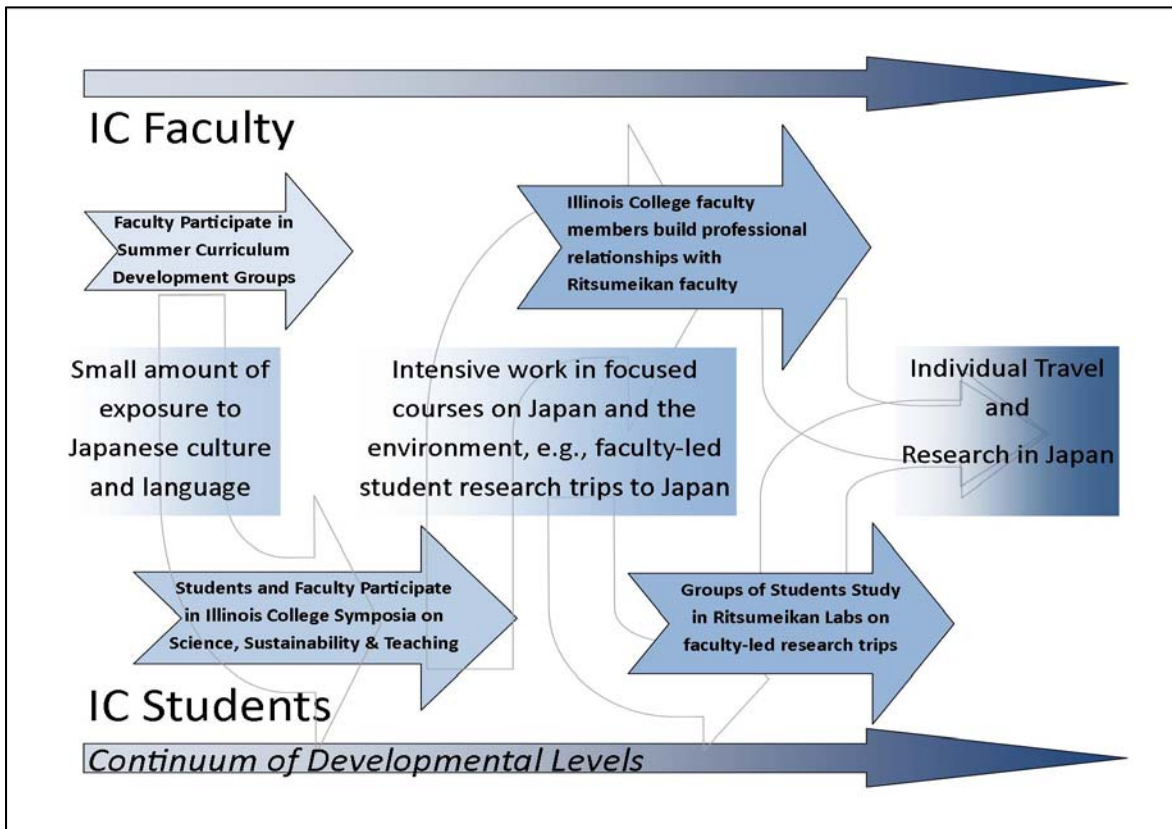 IC Faculty
Faculty Participate in
Summer Curriculum
Development Groups
Illinois College faculty
members build professional
relationships with
Ritsumeikan faculty
Small amount of
exposure to
Japanese culture
and language
Intensive work in focused
courses on Japan and the
environment, e.g., faculty-led
student research trips to Japan
Individual Travel
and
Research in Japan
Students and Faculty Participate
in Illinois College Symposia on
Science, Sustainability & Teaching
Groups of Students Study
in Ritsumeikan Labs on
faculty-led research trips
IC Students
Continuum of Developmental Levels